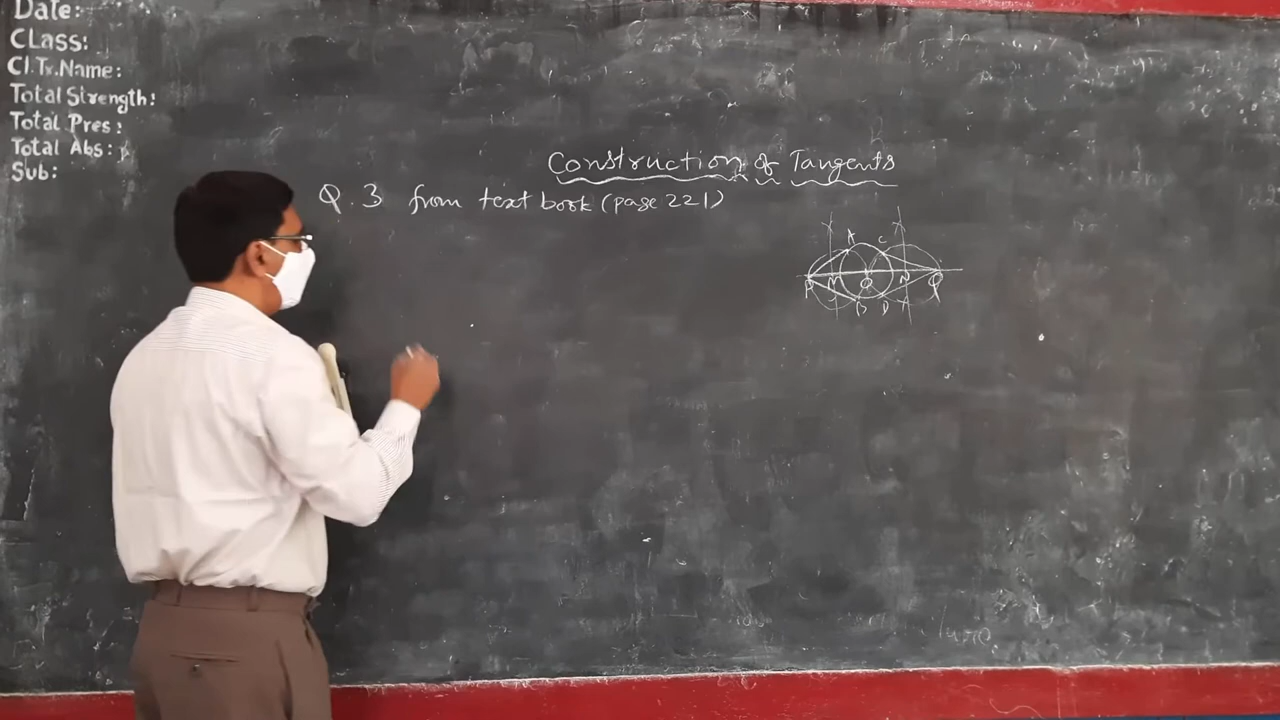 Date:
CLass:
Cl.Tr.Name:
Total Strength:
Total Pres:
Total Abs:
Sub:
Construction of Tangents
Q.3 from text book (page 221)
A C
P M O N Q
B D